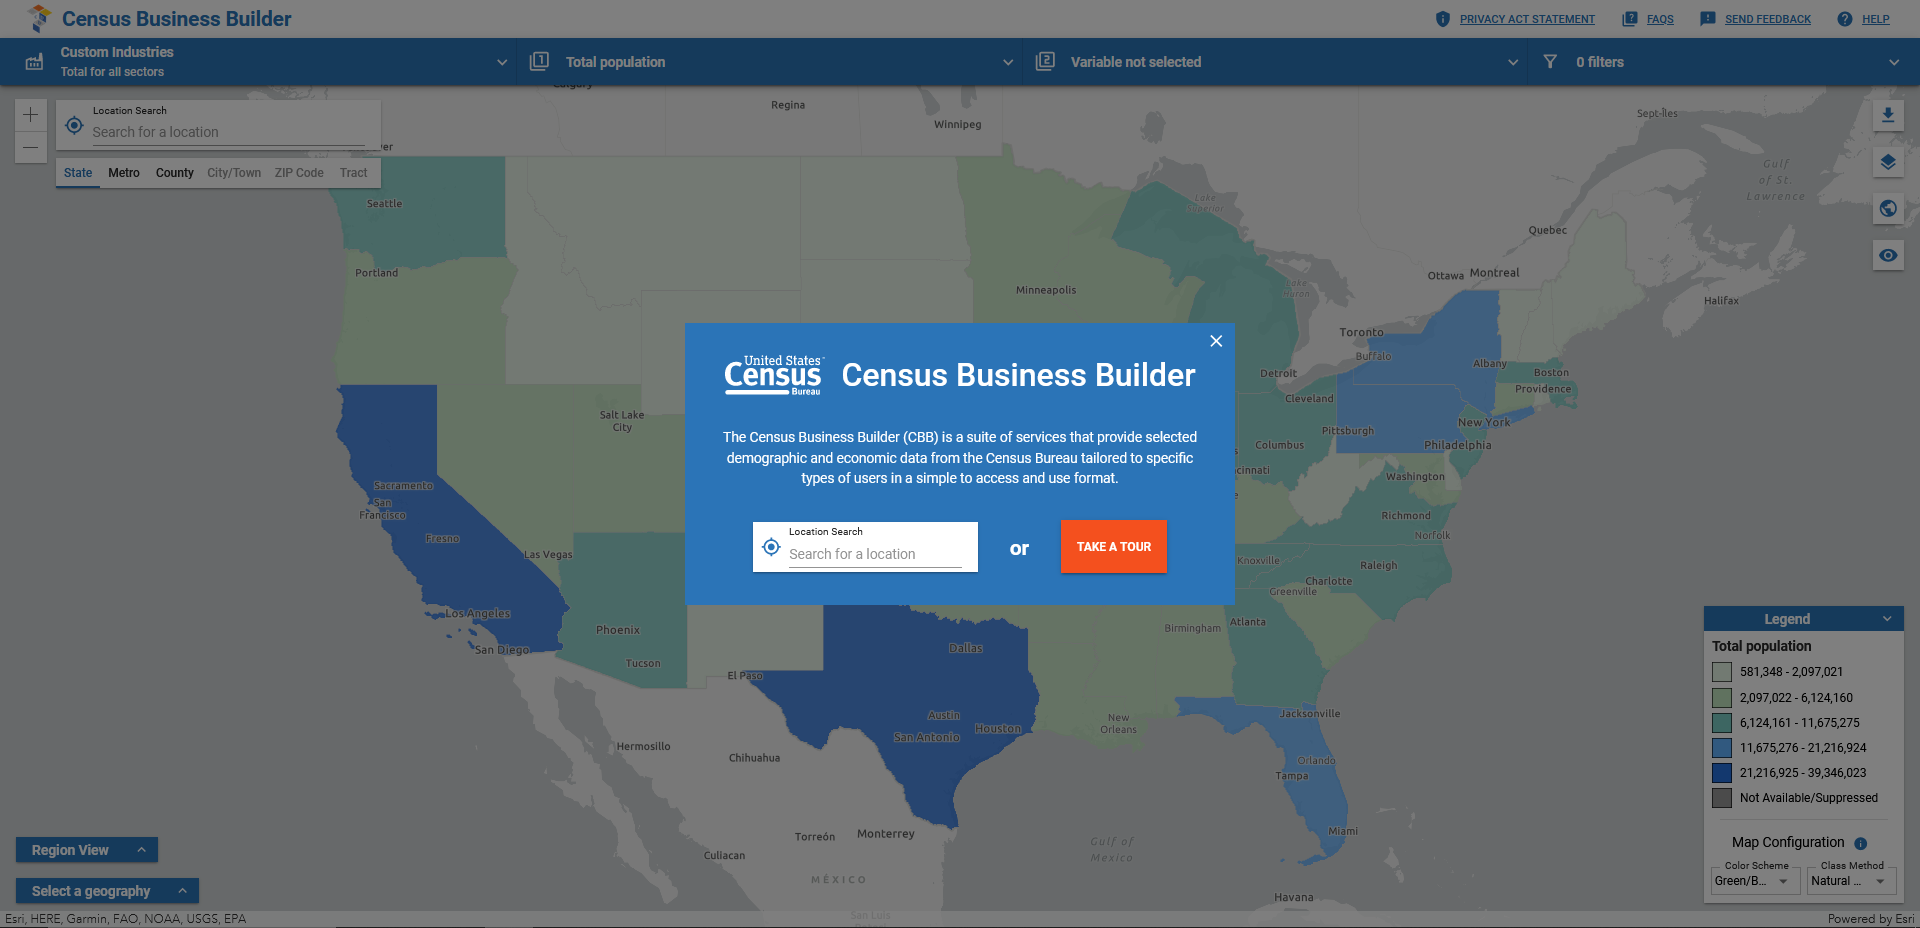 Census Business Builder
PRIVACY ACT STATEMENT
FAQS
SEND FEEDBACK
HELP
Custom Industries
Total for all sectors
1
Total population
2
Variable not selected
0 filters
Location Search
Search for a location
State Metro County City/Town ZIP Code Tract
Calgary
Regina
Winnipeg
Sept-Îles
Gulf
of St.
Lawrence
Seattle
Lake
Superior
Quebec
Portland
Ottawa
Montreal
Minneapolis
Lake
Huron
Halifax
Toronto
Buffalo
Albany
Detroit
Boston
Providence
Cleveland
Salt Lake
City
New York
Pittsburgh
Columbus
Philadelphia
cinnati
Washington
Sacramento
San
Francisco
Richmond
Fresno
Norfolk
Las Vegas
Knoxville
Raleigh
Charlotte
Greenville
Los Angeles
Phoenix
Birmingham
Atlanta
San Diego
Dallas
Tucson
El Paso
Austin
Jacksonville
New
Orleans
Houston
San Antonio
Hermosillo
Chihuahua
Orlando
Tampa
Torreón
Monterrey
Miami
Gulf of
Mexico
Culiacan
MÉXICO
Havana
San Luis
United States
Census
Bureau
Census Business Builder
The Census Business Builder (CBB) is a suite of services that provide selected
demographic and economic data from the Census Bureau tailored to specific
types of users in a simple to access and use format.
Location Search
Search for a location
or
TAKE A TOUR
Legend
Total population
581,348 - 2,097,021
2,097,022 - 6,124,160
6,124,161 - 11,675,275
11,675,276 - 21,216,924
21,216,925 - 39,346,023
Not Available/Suppressed
Map Configuration
Color Scheme
Green/B...
Class Method
Natural ...
Region View
Select a geography
Esri, HERE, Garmin, FAO, NOAA, USGS, EPA
Powered by Esri